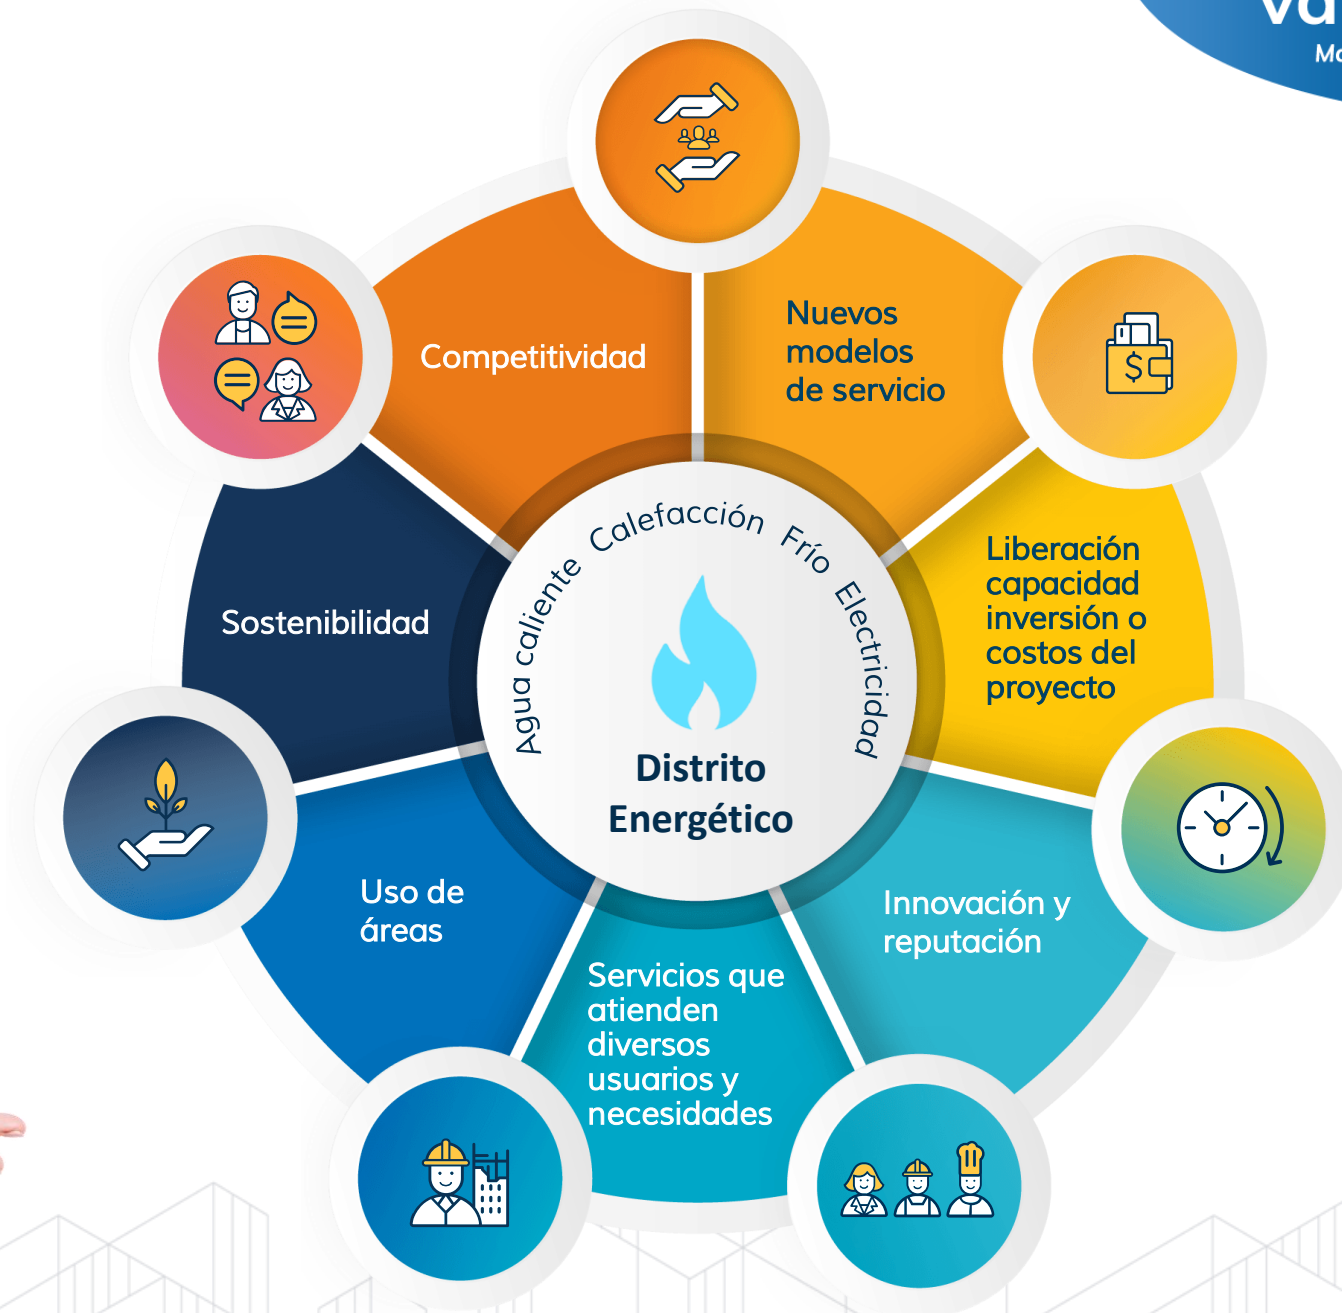 Competitividad
Nuevos
modelos
de servicio
Liberación
capacidad
inversión o
costos del
proyecto
Innovación y
reputación
Servicios que
atienden
diversos
usuarios y
necesidades
Uso de
áreas
Sostenibilidad
Agua caliente Calefacción Frío Electricidad
Distrito
Energético
$